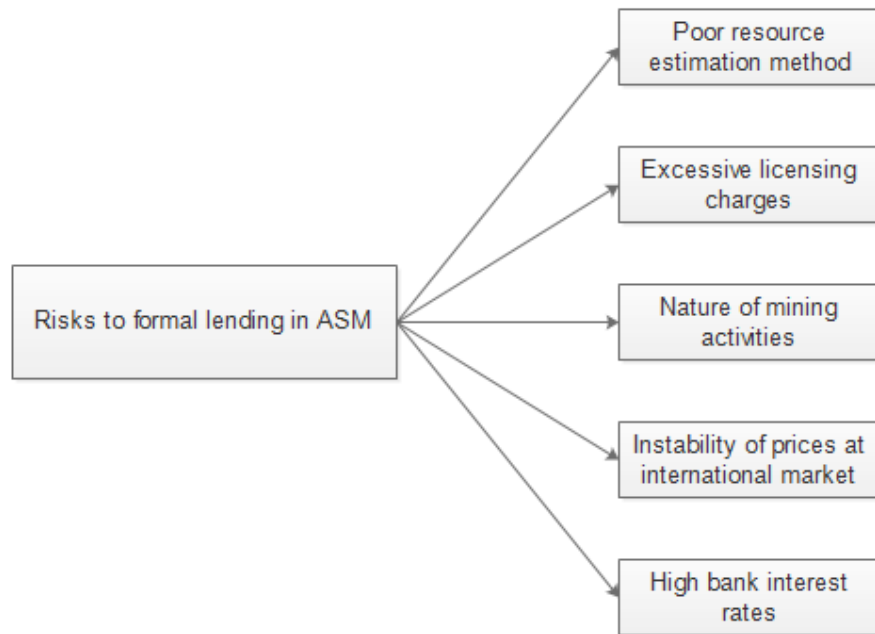 Risks to formal lending in ASM
Poor resource
estimation method
Excessive licensing
charges
Nature of mining
activities
Instability of prices at
international market
High bank interest
rates